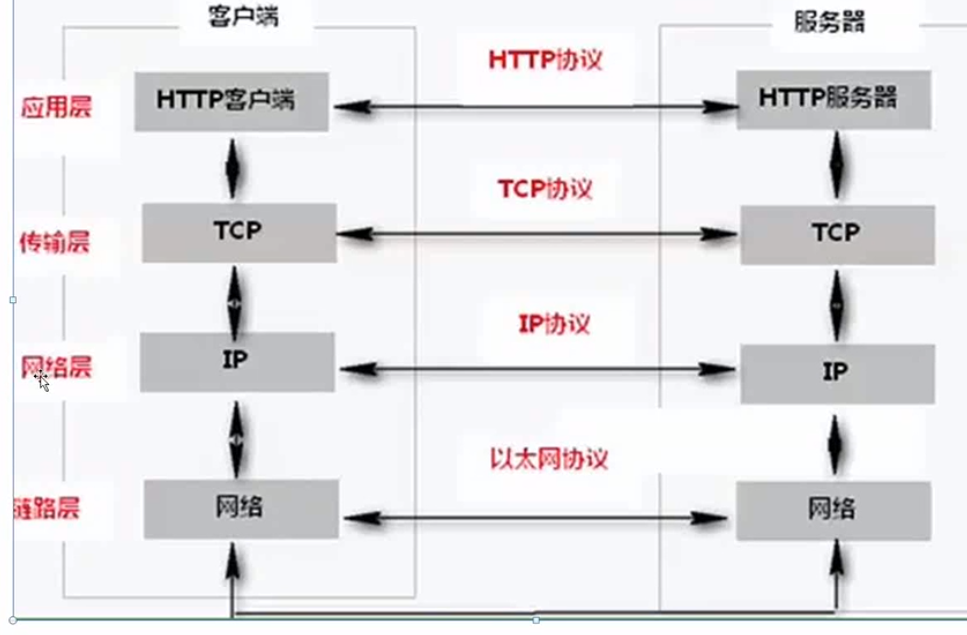 客户端
服务器
HTTP协议
应用层
HTTP客户端
HTTP服务器
TCP协议
传输层
TCP
TCP
IP协议
网络层
IP
IP
以太网协议
链路层
网络
网络